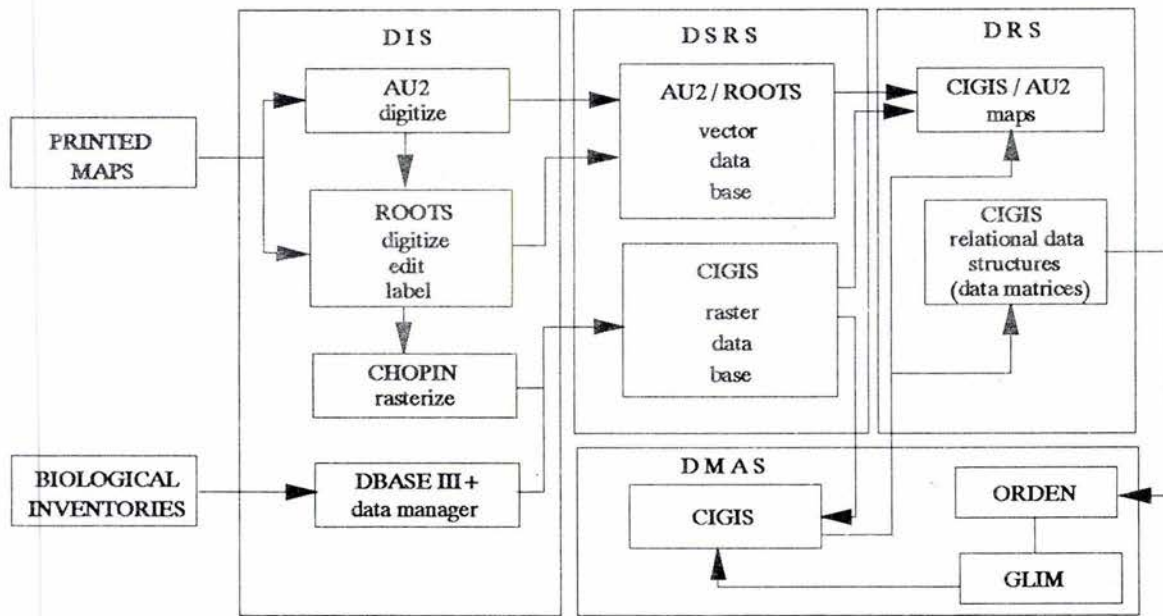 DIS
AU2
digitize
PRINTED
MAPS
ROOTS
digitize
edit
label
CHOPIN
rasterize
BIOLOGICAL
INVENTORIES
DBASE III +
data manager
DSRS
AU2 / ROOTS
vector
data
base
CIGIS
raster
data
base
DRS
CIGIS / AU2
maps
CIGIS
relational data
structures
(data matrices)
DMAS
CIGIS
ORDEN
GLIM